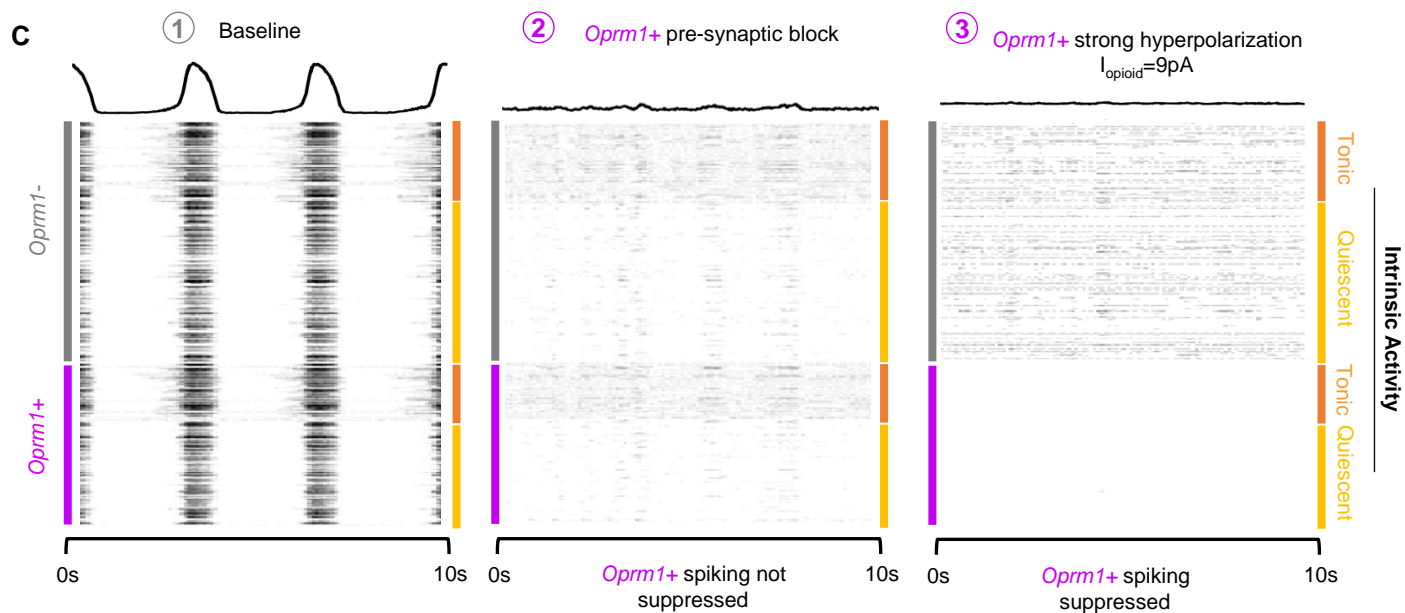 C
1 Baseline
2 Oprm1+ pre-synaptic block
3 Oprm1+ strong hyperpolarization
Iopioid=9pA
Oprm1-
Oprm1+
Tonic
Quiescent
Tonic
Quiescent
Intrinsic Activity
0s
10s
0s
10s
Oprm1+ spiking not
suppressed
0s
10s
Oprm1+ spiking
suppressed